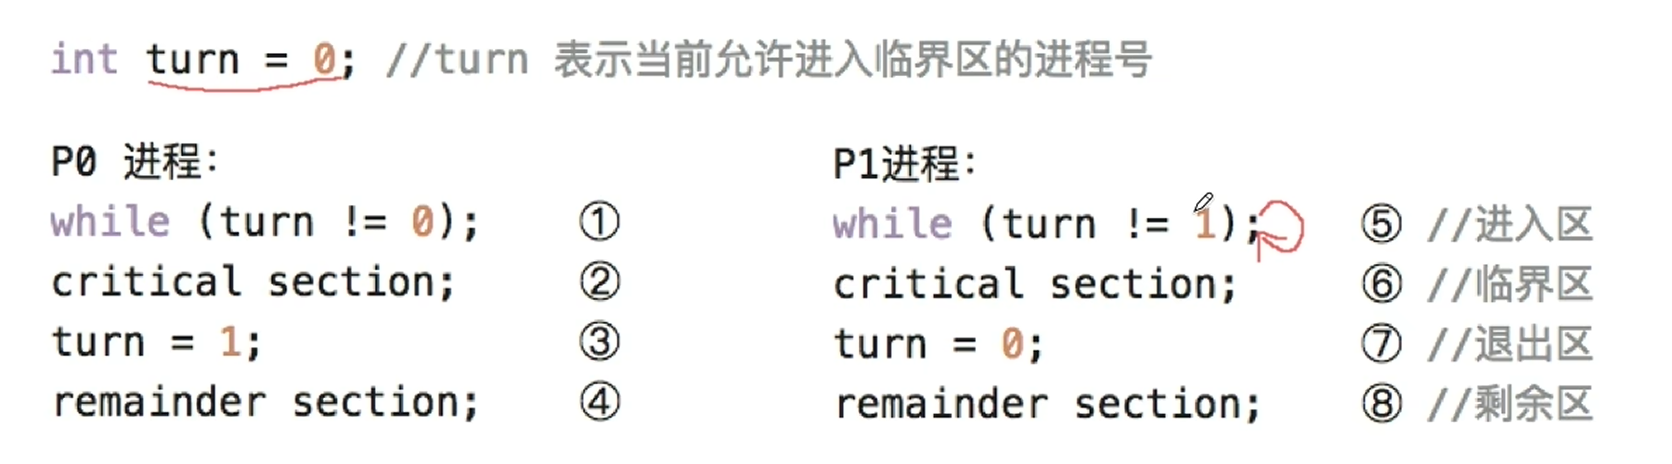 int turn = 0; //turn 表示当前允许进入临界区的进程号
P0 进程:
while (turn != 0); ①
critical section; ②
turn = 1; ③
remainder section; ④
P1进程:
while (turn != 1); ⑤ //进入区
critical section; ⑥ //临界区
turn = 0; ⑦ //退出区
remainder section; ⑧ //剩余区